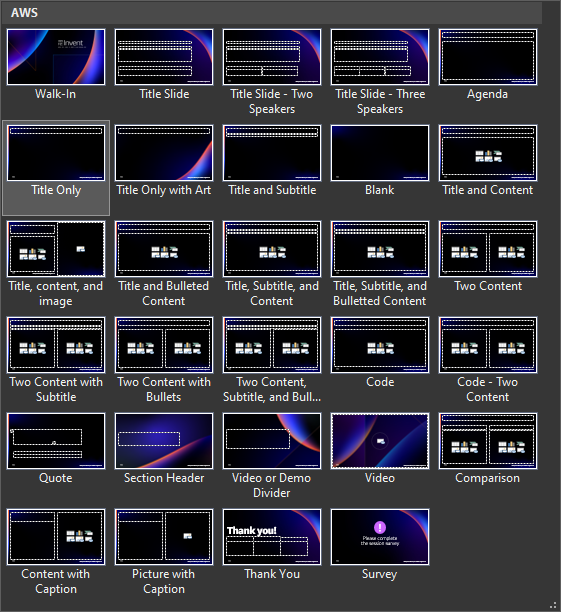 AWS
re:Invent
Walk-In
Title Slide
Title Slide - Two
Speakers
Title Slide - Three
Speakers
Agenda
Title Only
Title Only with Art
Title and Subtitle
Blank
Title and Content
Title, content, and
image
Title and Bulleted
Content
Title, Subtitle, and
Content
Title, Subtitle, and
Bulletted Content
Two Content
Two Content with
Subtitle
Two Content with
Bullets
Two Content,
Subtitle, and Bull...
Code
Code - Two
Content
Quote
Section Header
Video or Demo
Divider
Video
Comparison
Content with
Caption
Picture with
Caption
Thank you!
Thank You
!
Please complete
the session survey
Survey